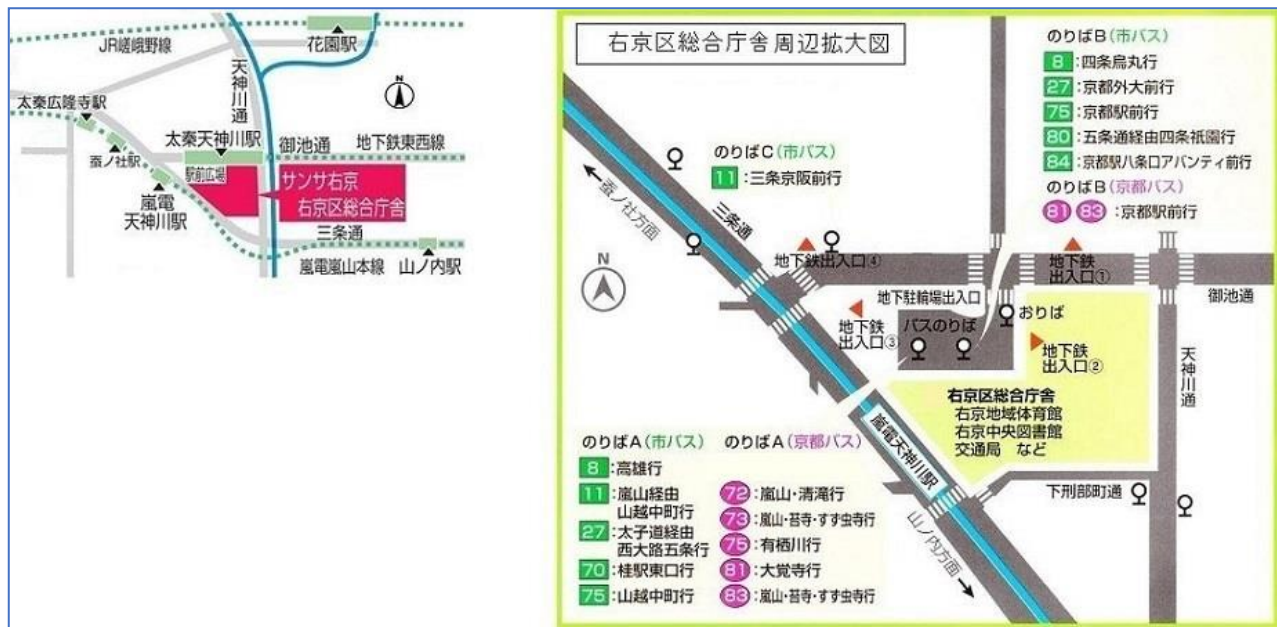 JR嵯峨野線
花園駅
天神川通
N
太秦広隆寺駅
太秦天神川駅
御池通
地下鉄東西線
蚕ノ社駅
駅前広場
サンサ右京
右京区総合庁舎
嵐電
天神川駅
三条通
嵐電嵐山本線
山ノ内駅
右京区総合庁舎周辺拡大図
のりばB(市バス)
8:四条烏丸行
27:京都外大前行
75:京都駅前行
80:五条通経由四条祇園行
84:京都駅八条口アバンティ前行
のりばB(京都バス)
81 83:京都駅前行
のりばC(市バス)
11:三条京阪前行
蚕ノ社方面
三条通
N
地下鉄出入口④
地下鉄
出入口①
御池通
地下駐輪場出入口
おりば
地下鉄
出入口③
バスのりば
地下鉄
出入口②
天神川通
右京区総合庁舎
右京地域体育館
右京中央図書館
交通局 など
嵐電天神川駅
下刑部町通
山ノ内方面
のりばA(市バス)
8:高雄行
11:嵐山経由
山越中町行
27:太子道経由
西大路五条行
70:桂駅東口行
75:山越中町行
のりばA(京都バス)
72:嵐山・清滝行
73:嵐山・苔寺・すず虫寺行
75:有栖川行
81:大覚寺行
83:嵐山・苔寺・すず虫寺行